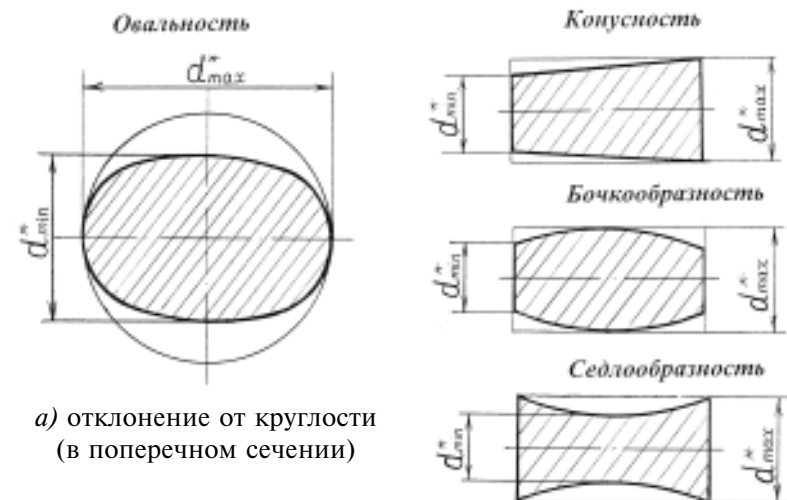 Овальность
d*max
d*min
а) отклонение от круглости
(в поперечном сечении)
Конусность
d*min
d*max
Бочкообразность
d*min
d*max
Седлообразность
d*min
d*max